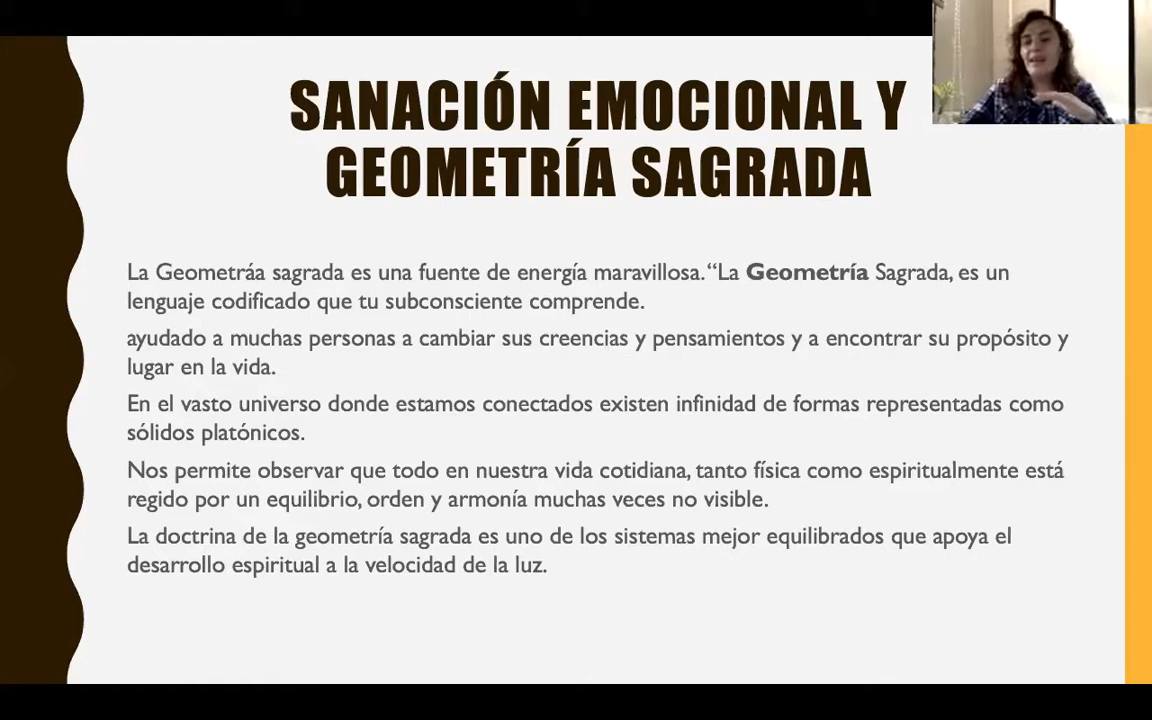 SANACIÓN EMOCIONAL Y
GEOMETRÍA SAGRADA
La Geometráa sagrada es una fuente de energía maravillosa. “La Geometría Sagrada, es un
lenguaje codificado que tu subconsciente comprende.
ayudado a muchas personas a cambiar sus creencias y pensamientos y a encontrar su propósito y
lugar en la vida.
En el vasto universo donde estamos conectados existen infinidad de formas representadas como
sólidos platónicos.
Nos permite observar que todo en nuestra vida cotidiana, tanto física como espiritualmente está
regido por un equilibrio, orden y armonía muchas veces no visible.
La doctrina de la geometría sagrada es uno de los sistemas mejor equilibrados que apoya el
desarrollo espiritual a la velocidad de la luz.